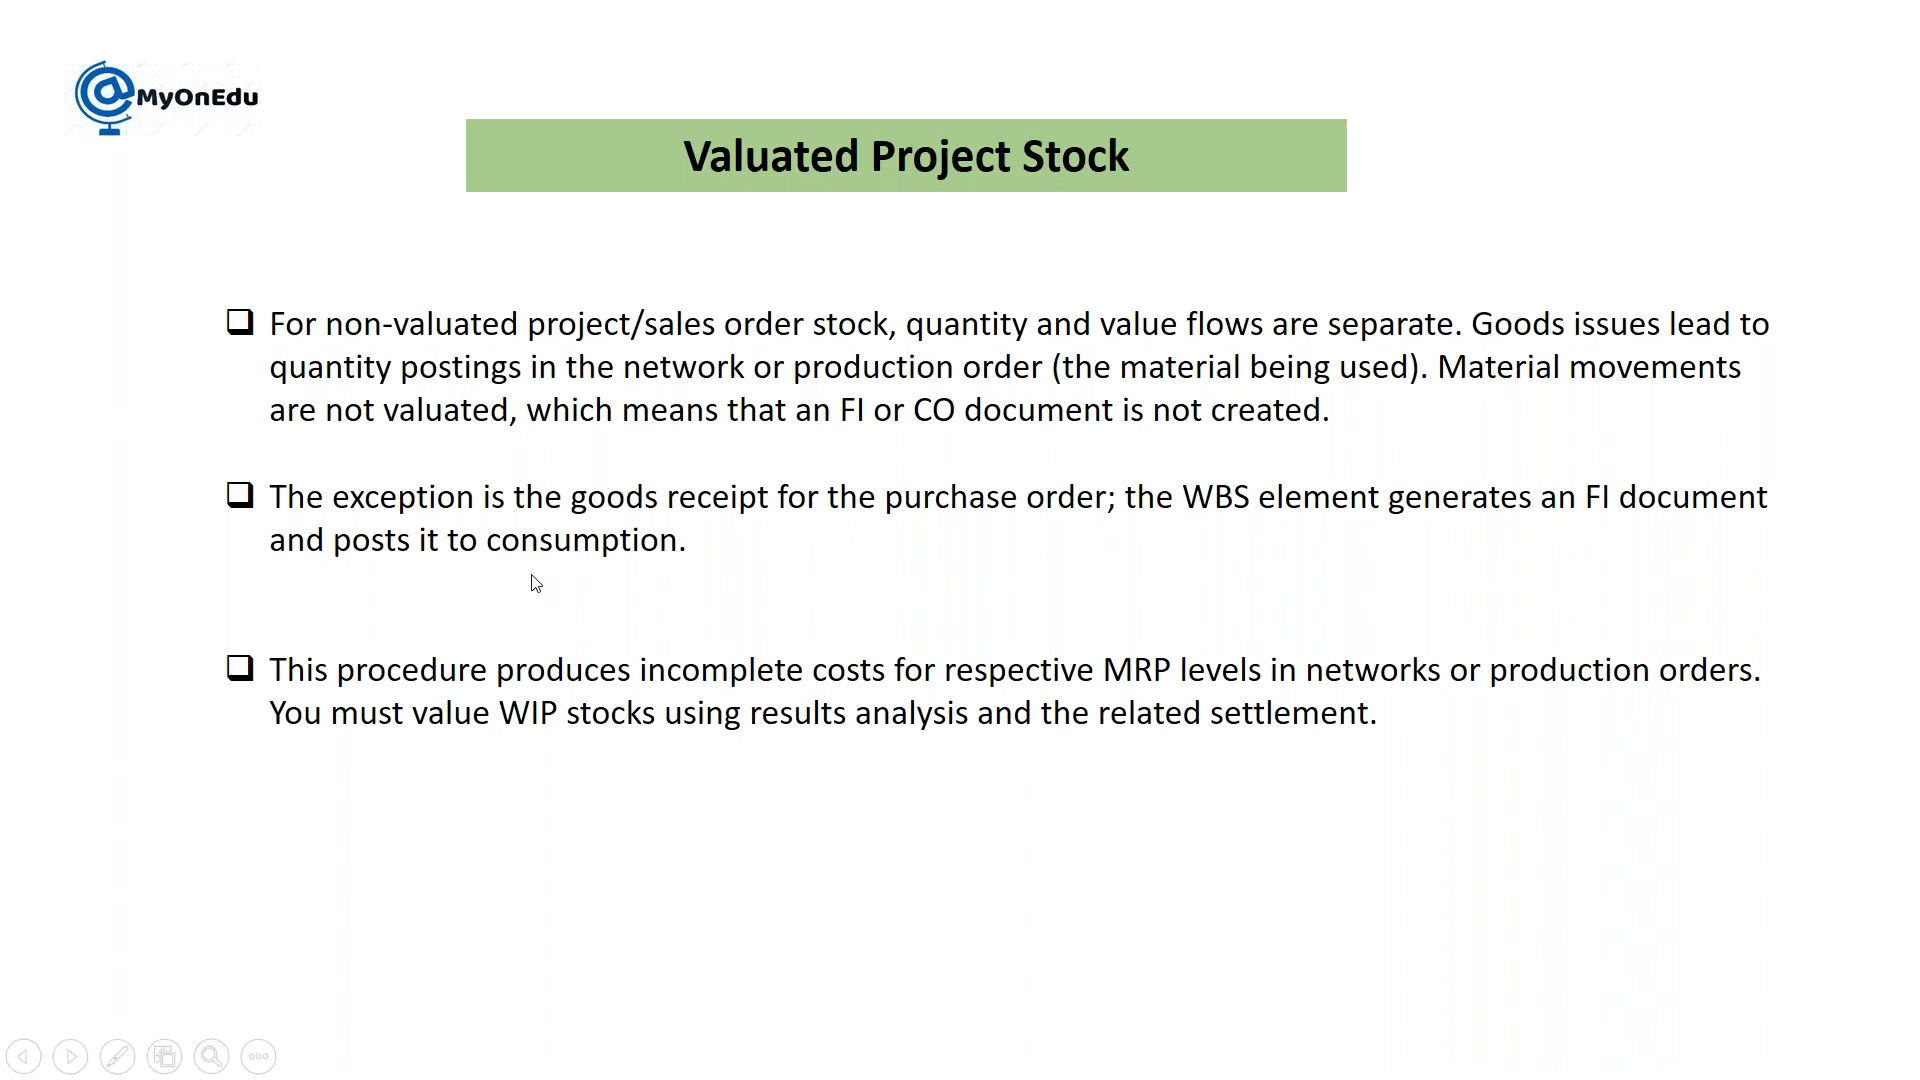 MyOnEdu
Valuated Project Stock
For non-valuated project/sales order stock, quantity and value flows are separate. Goods issues lead to
quantity postings in the network or production order (the material being used). Material movements
are not valuated, which means that an FI or CO document is not created.
The exception is the goods receipt for the purchase order; the WBS element generates an FI document
and posts it to consumption.
This procedure produces incomplete costs for respective MRP levels in networks or production orders.
You must value WIP stocks using results analysis and the related settlement.